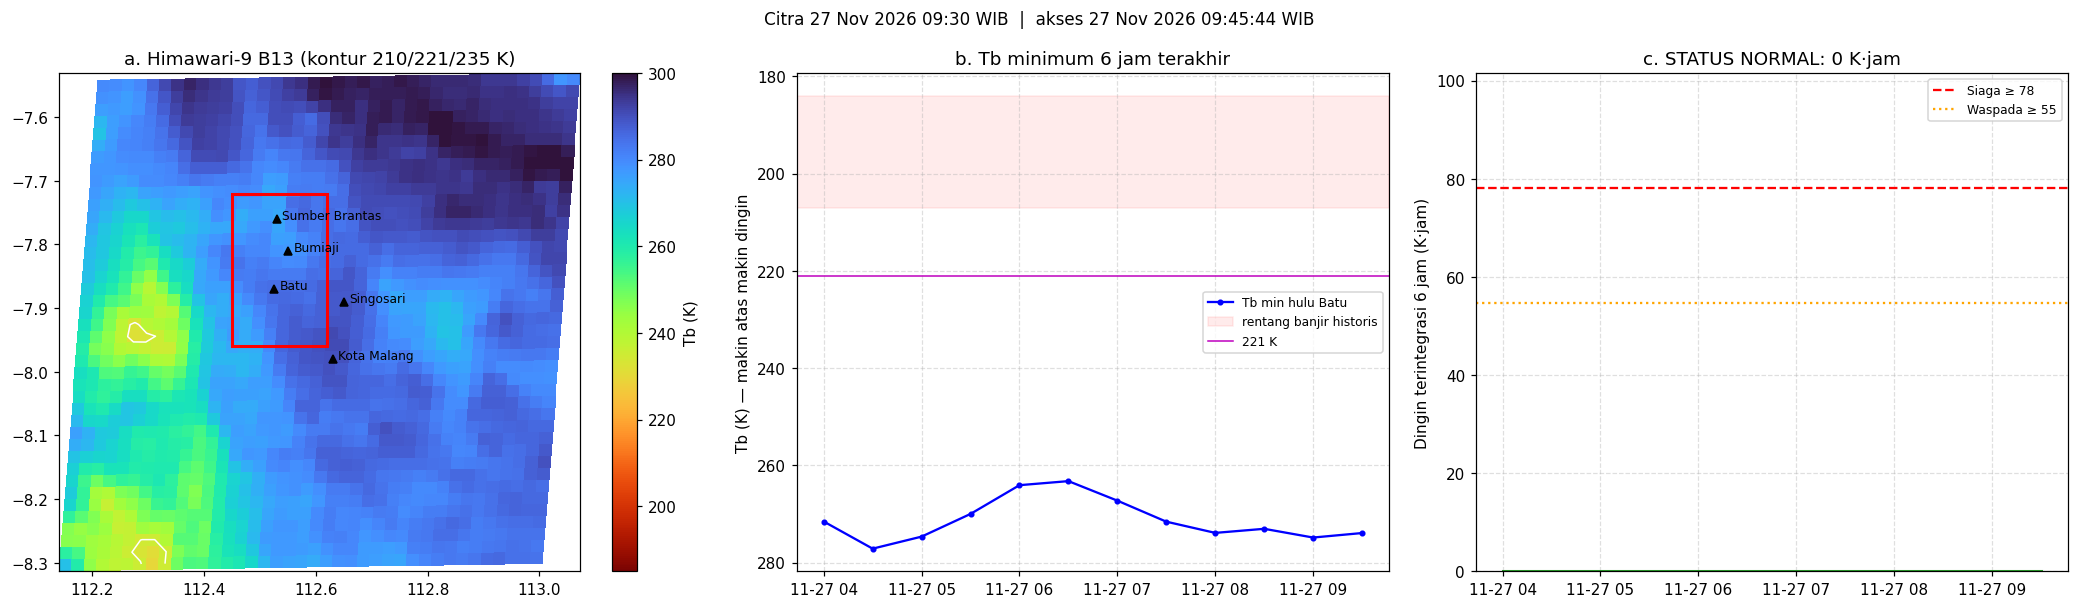 Citra 27 Nov 2026 09:30 WIB | akses 27 Nov 2026 09:45:44 WIB
a. Himawari-9 B13 (kontur 210/221/235 K)
−7.6
−7.7
−7.8
−7.9
−8.0
−8.1
−8.2
−8.3
112.2
112.4
112.6
112.8
113.0
Sumber Brantas
Bumiaji
Batu
Singosari
Kota Malang
300
280
260
240
220
200
Tb (K)
b. Tb minimum 6 jam terakhir
Tb (K) — makin atas makin dingin
180
200
220
240
260
280
Tb min hulu Batu
rentang banjir historis
221 K
11-27 04
11-27 05
11-27 06
11-27 07
11-27 08
11-27 09
c. STATUS NORMAL: 0 K·jam
Dingin terintegrasi 6 jam (K·jam)
100
80
60
40
20
0
Siaga ≥ 78
Waspada ≥ 55
11-27 04
11-27 05
11-27 06
11-27 07
11-27 08
11-27 09